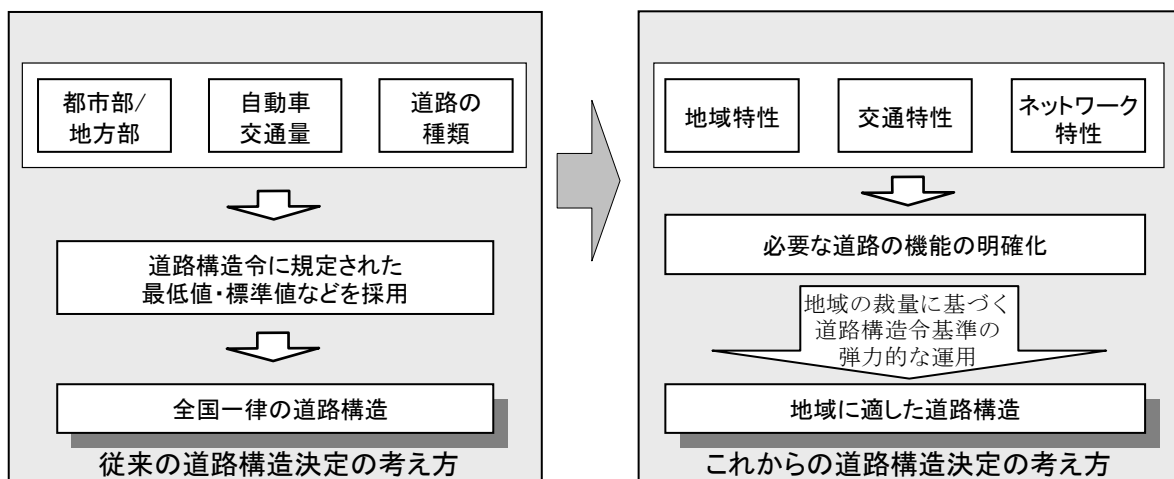 都市部/
地方部
自動車
交通量
道路の
種類
道路構造令に規定された
最低値・標準値などを採用
全国一律の道路構造
従来の道路構造決定の考え方
地域特性
交通特性
ネットワーク
特性
必要な道路の機能の明確化
地域の裁量に基づく
道路構造令基準の
弾力的な運用
地域に適した道路構造
これからの道路構造決定の考え方